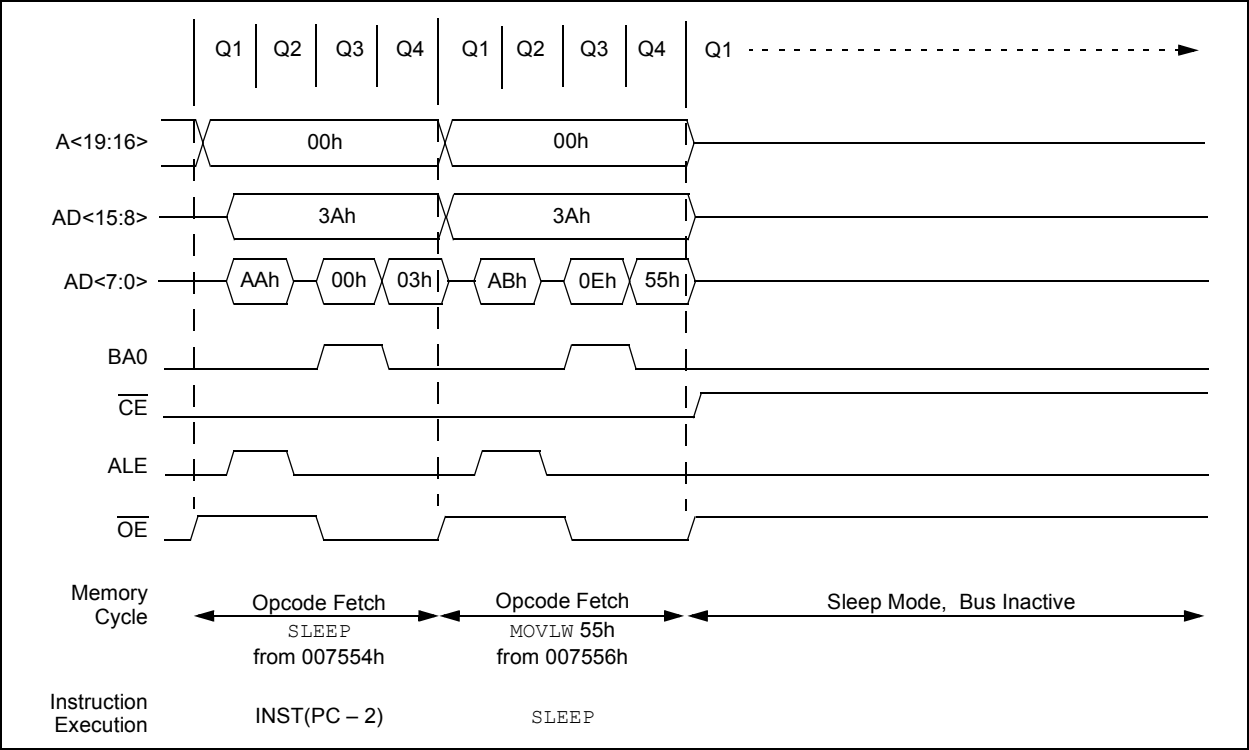 Q1 Q2 Q3 Q4 Q1 Q2 Q3 Q4 Q1
A<19:16> 00h 00h
AD<15:8> 3Ah 3Ah
AD<7:0> AAh 00h 03h ABh 0Eh 55h
BA0
CE
ALE
OE
Memory
Cycle
Opcode Fetch
SLEEP
from 007554h
Opcode Fetch
MOVLW 55h
from 007556h
Sleep Mode, Bus Inactive
Instruction
Execution
INST(PC – 2)
SLEEP